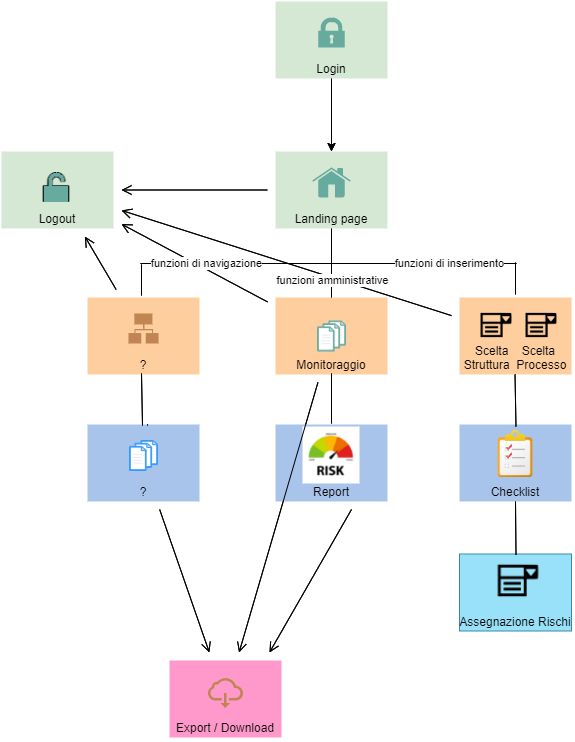 Login
Logout
Landing page
funzioni di navigazione
funzioni di inserimento
funzioni amministrative
?
Monitoraggio
Scelta
Struttura
Scelta
Processo
?
RISK
Report
Checklist
Assegnazione Rischi
Export / Download